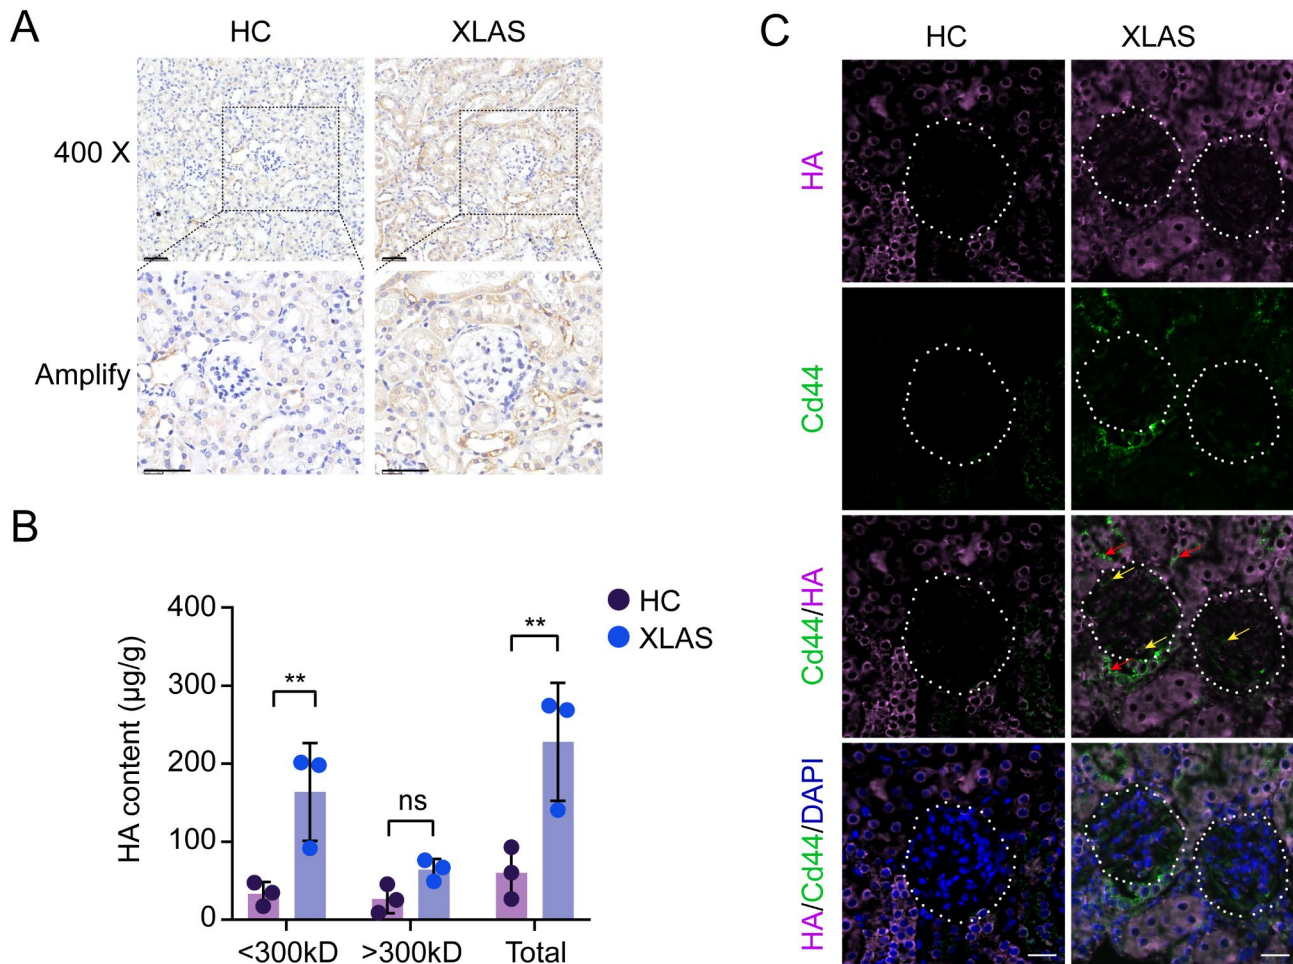 A
HC
XLAS
400 X
Amplify
B
HA content (µg/g)
400
300
200
100
0
**
ns
**
HC
XLAS
<300kD
>300kD
Total
C
HC
XLAS
HA
Cd44
Cd44/HA
HA/Cd44/DAPI